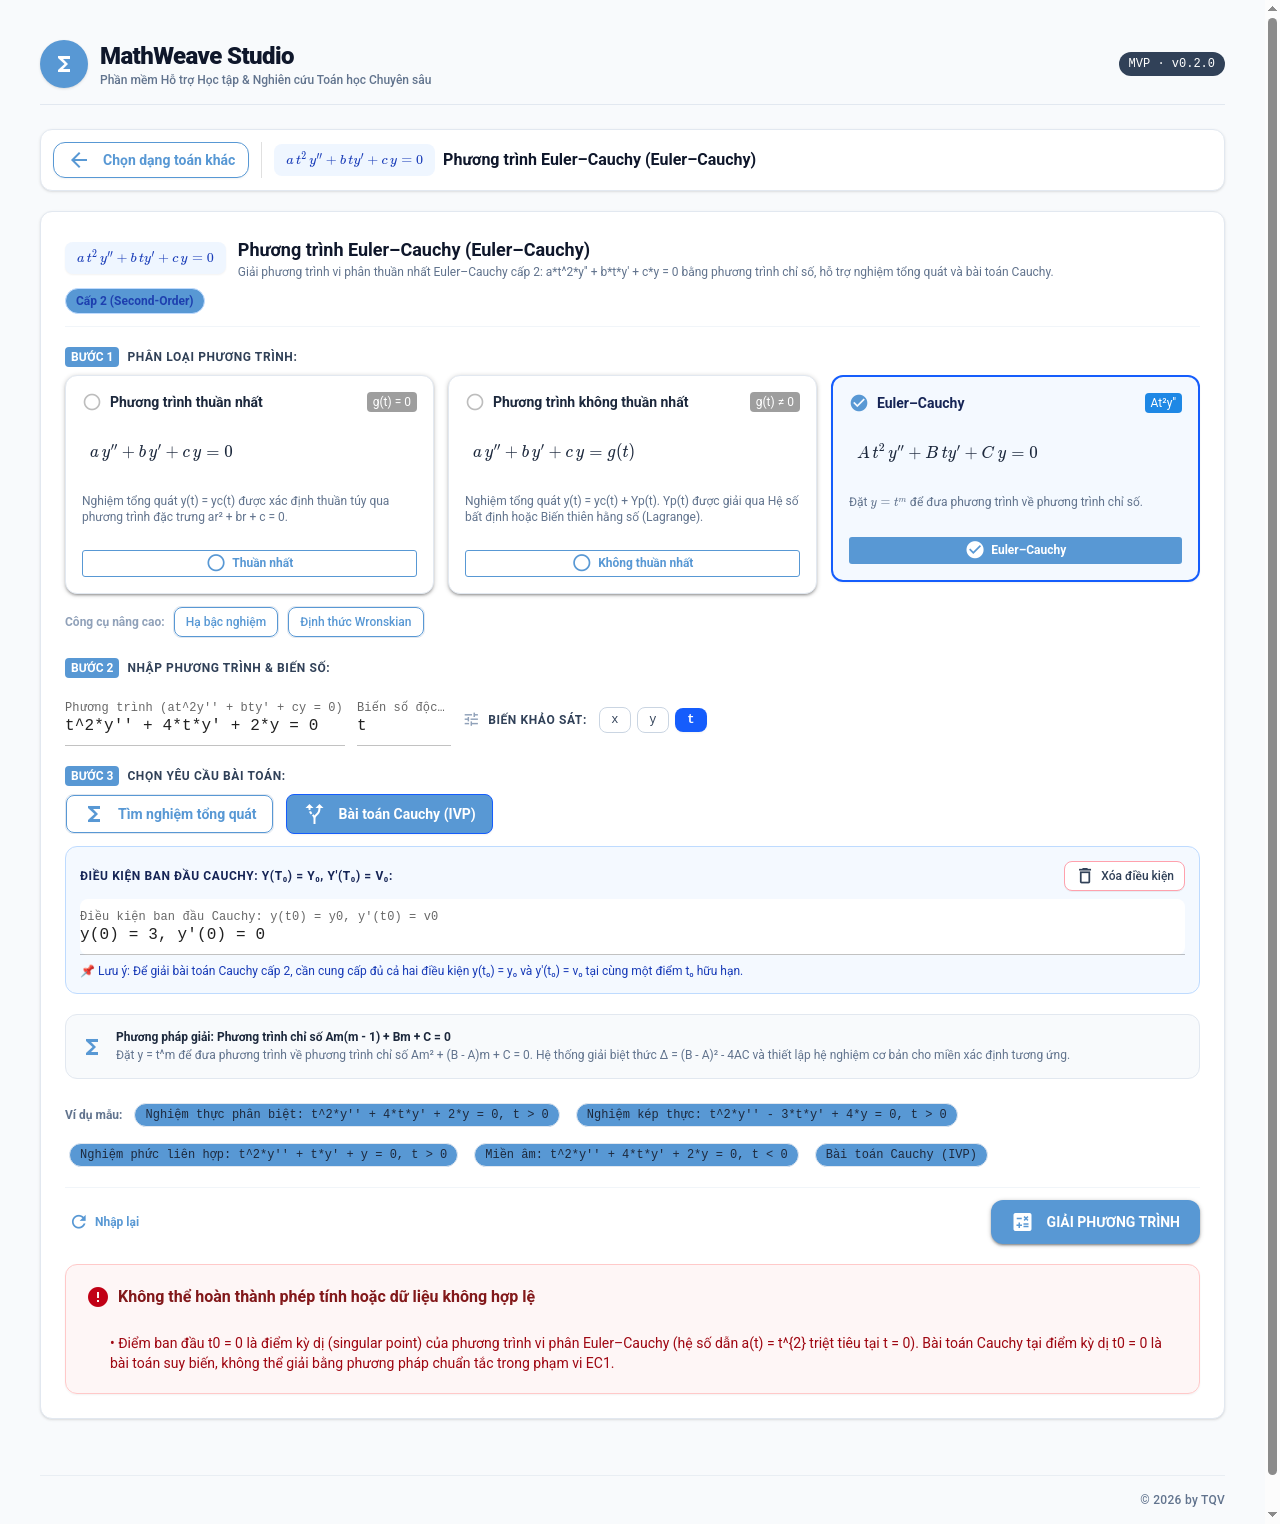 Σ
MathWeave Studio
Phần mềm Hỗ trợ Học tập & Nghiên cứu Toán học Chuyên sâu
MVP · v0.2.0
Chọn dạng toán khác
a t² y'' + b t y' + c y = 0
Phương trình Euler–Cauchy (Euler–Cauchy)
a t² y'' + b t y' + c y = 0
Phương trình Euler–Cauchy (Euler–Cauchy)
Giải phương trình vi phân thuần nhất Euler–Cauchy cấp 2: a*t^2*y'' + b*t*y' + c*y = 0 bằng phương trình chỉ số, hỗ trợ nghiệm tổng quát và bài toán Cauchy.
Cấp 2 (Second-Order)
BƯỚC 1 PHÂN LOẠI PHƯƠNG TRÌNH:
Phương trình thuần nhất
g(t) = 0
a y'' + b y' + c y = 0
Nghiệm tổng quát y(t) = yc(t) được xác định thuần túy qua
phương trình đặc trưng ar² + br + c = 0.
Thuần nhất
Phương trình không thuần nhất
g(t) ≠ 0
a y'' + b y' + c y = g(t)
Nghiệm tổng quát y(t) = yc(t) + Yp(t). Yp(t) được giải qua Hệ số
bất định hoặc Biến thiên hằng số (Lagrange).
Không thuần nhất
Euler–Cauchy
At²y''
A t² y'' + B t y' + C y = 0
Đặt y = tᵐ để đưa phương trình về phương trình chỉ số.
Euler–Cauchy
Công cụ nâng cao:
Hạ bậc nghiệm
Định thức Wronskian
BƯỚC 2 NHẬP PHƯƠNG TRÌNH & BIẾN SỐ:
Phương trình (at^2y'' + bty' + cy = 0)
t^2*y'' + 4*t*y' + 2*y = 0
Biến số độc…
t
BIẾN KHẢO SÁT:
x
y
t
BƯỚC 3 CHỌN YÊU CẦU BÀI TOÁN:
Σ Tìm nghiệm tổng quát
Bài toán Cauchy (IVP)
ĐIỀU KIỆN BAN ĐẦU CAUCHY: Y(T₀) = Y₀, Y'(T₀) = V₀:
Xóa điều kiện
Điều kiện ban đầu Cauchy: y(t0) = y0, y'(t0) = v0
y(0) = 3, y'(0) = 0
📌 Lưu ý: Để giải bài toán Cauchy cấp 2, cần cung cấp đủ cả hai điều kiện y(t₀) = y₀ và y'(t₀) = v₀ tại cùng một điểm t₀ hữu hạn.
Σ
Phương pháp giải: Phương trình chỉ số Am(m - 1) + Bm + C = 0
Đặt y = t^m để đưa phương trình về phương trình chỉ số Am² + (B - A)m + C = 0. Hệ thống giải biệt thức Δ = (B - A)² - 4AC và thiết lập hệ nghiệm cơ bản cho miền xác định tương ứng.
Ví dụ mẫu:
Nghiệm thực phân biệt: t^2*y'' + 4*t*y' + 2*y = 0, t > 0
Nghiệm kép thực: t^2*y'' - 3*t*y' + 4*y = 0, t > 0
Nghiệm phức liên hợp: t^2*y'' + t*y' + y = 0, t > 0
Miền âm: t^2*y'' + 4*t*y' + 2*y = 0, t < 0
Bài toán Cauchy (IVP)
Nhập lại
GIẢI PHƯƠNG TRÌNH
Không thể hoàn thành phép tính hoặc dữ liệu không hợp lệ
• Điểm ban đầu t0 = 0 là điểm kỳ dị (singular point) của phương trình vi phân Euler–Cauchy (hệ số dẫn a(t) = t^{2} triệt tiêu tại t = 0). Bài toán Cauchy tại điểm kỳ dị t0 = 0 là
bài toán suy biến, không thể giải bằng phương pháp chuẩn tắc trong phạm vi EC1.
© 2026 by TQV